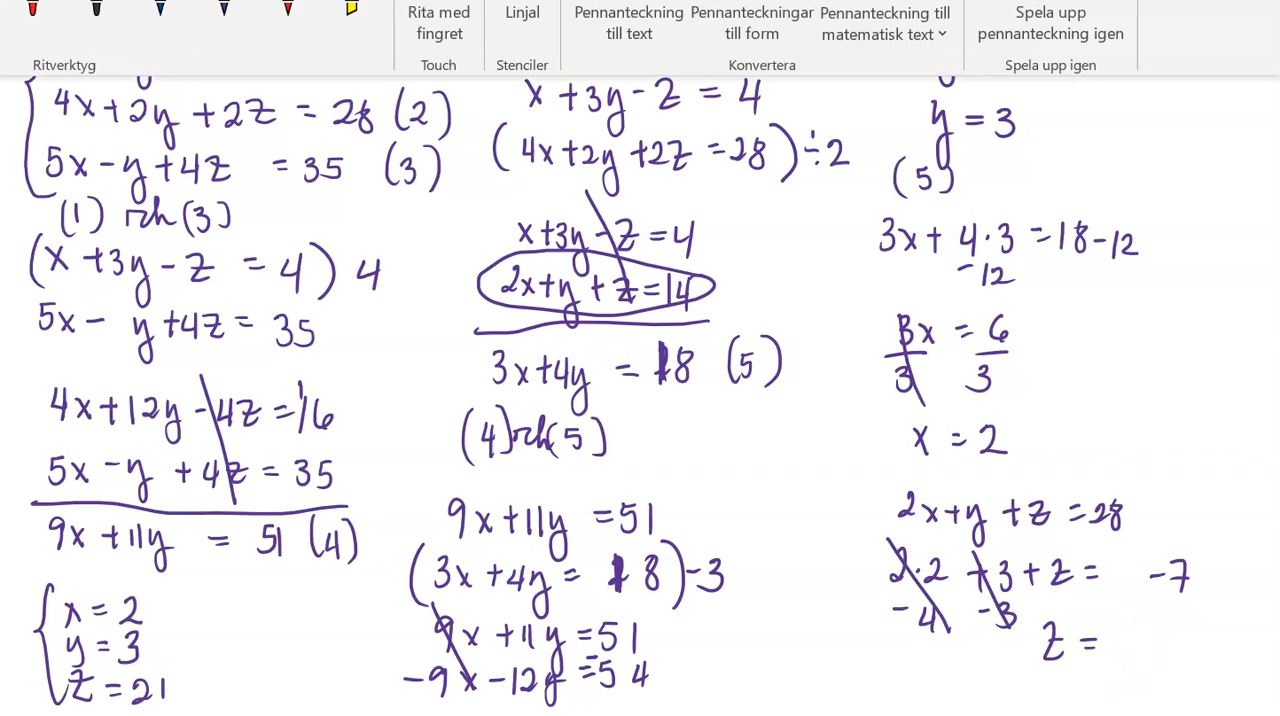 Rita med fingret
Linjal
Pennanteckning till text
Pennanteckningar till form
Pennanteckning till matematisk text
Spela upp pennanteckning igen
Ritverktyg
Touch
Stenciler
Konvertera
Spela upp igen
4x+2y+2z = 28 (2)
5x-y+4z = 35 (3)
(1) och (3)
(x+3y-z = 4) 4
5x- y+4z = 35
4x+12y-4z = 16
5x-y+4z = 35
9x+11y = 51 (4)
x = 2
y = 3
z = 21
x+3y-z = 4
(4x+2y+2z = 28) ÷2
x+3y-z = 4
2x+y+z = 14
3x+4y = 18 (5)
(4) och (5)
9x+11y = 51
(3x+4y = 18) -3
9x+11y = 51
-9x-12y = -54
y = 3
(5)
3x+4·3 = 18-12
-12
3x = 6
3 3
x = 2
2x+y+z = 28
2·2+3+z = -7
-4 -3
z =